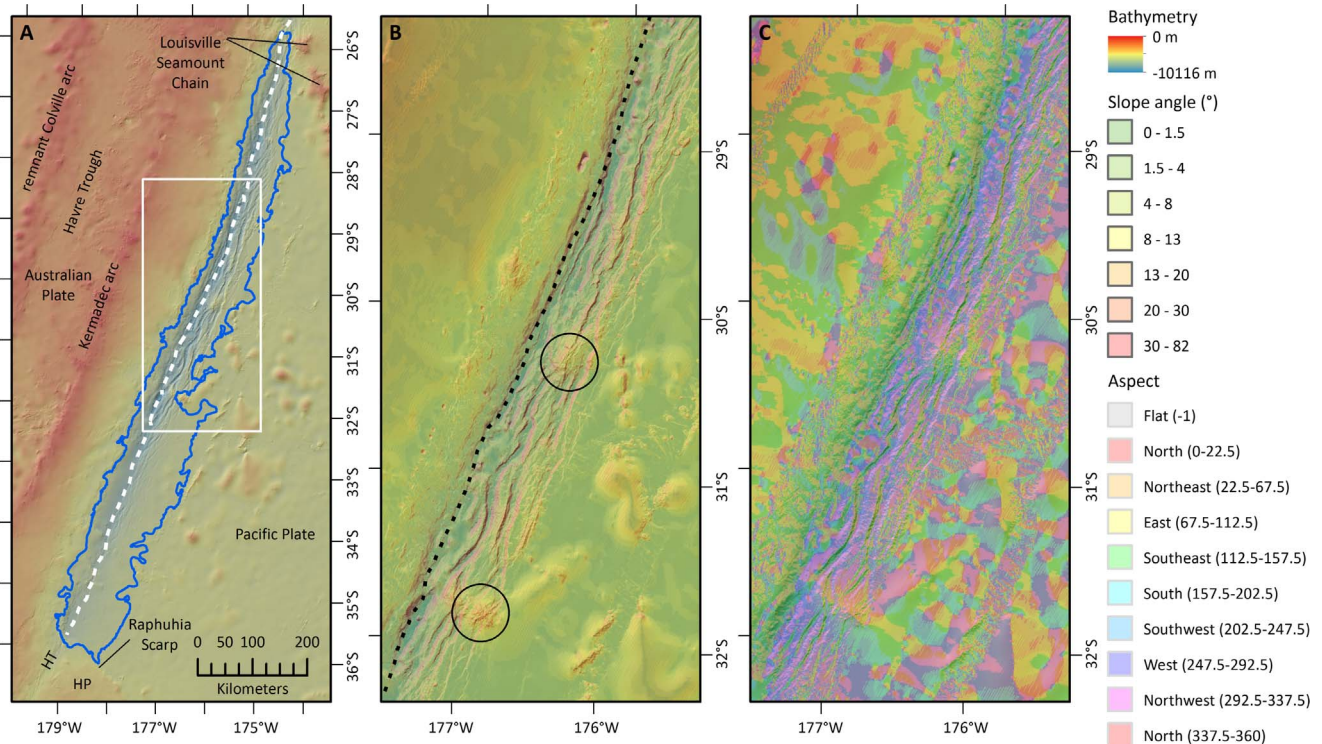 A
Louisville
Seamount
Chain
remnant Colville arc
Havre Trough
Australian
Plate
Kermadec arc
Pacific Plate
Raphuhia
Scarp
HT
HP
0 50 100 200
Kilometers
26°S
27°S
28°S
29°S
30°S
31°S
32°S
33°S
34°S
35°S
36°S
179°W
177°W
175°W
B
29°S
30°S
31°S
32°S
177°W
176°W
C
29°S
30°S
31°S
32°S
177°W
176°W
Bathymetry
0 m
-10116 m
Slope angle (°)
0 - 1.5
1.5 - 4
4 - 8
8 - 13
13 - 20
20 - 30
30 - 82
Aspect
Flat (-1)
North (0-22.5)
Northeast (22.5-67.5)
East (67.5-112.5)
Southeast (112.5-157.5)
South (157.5-202.5)
Southwest (202.5-247.5)
West (247.5-292.5)
Northwest (292.5-337.5)
North (337.5-360)